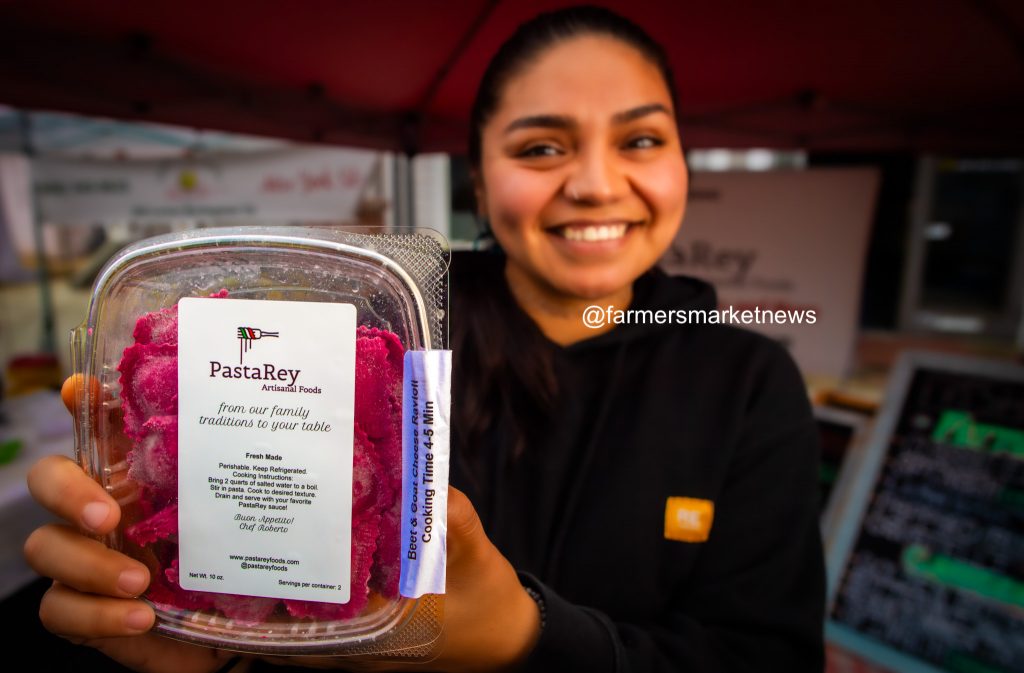 PastaRey
Artisanal Foods
from our family
traditions to your table
Fresh Made
Perishable. Keep Refrigerated.
Cooking Instructions:
Bring 2 quarts of salted water to a boil.
Stir in pasta. Cook to desired texture.
Drain and serve with your favorite
PastaRey sauce!
Buon Appetito!
Chef Roberto
www.pastareyfoods.com
@pastareyfoods
Net Wt. 10 oz.
Servings per container: 2
Beet & Goat Cheese Ravioli
Cooking Time 4-5 Min
@farmersmarketnews
PastaRey
RE